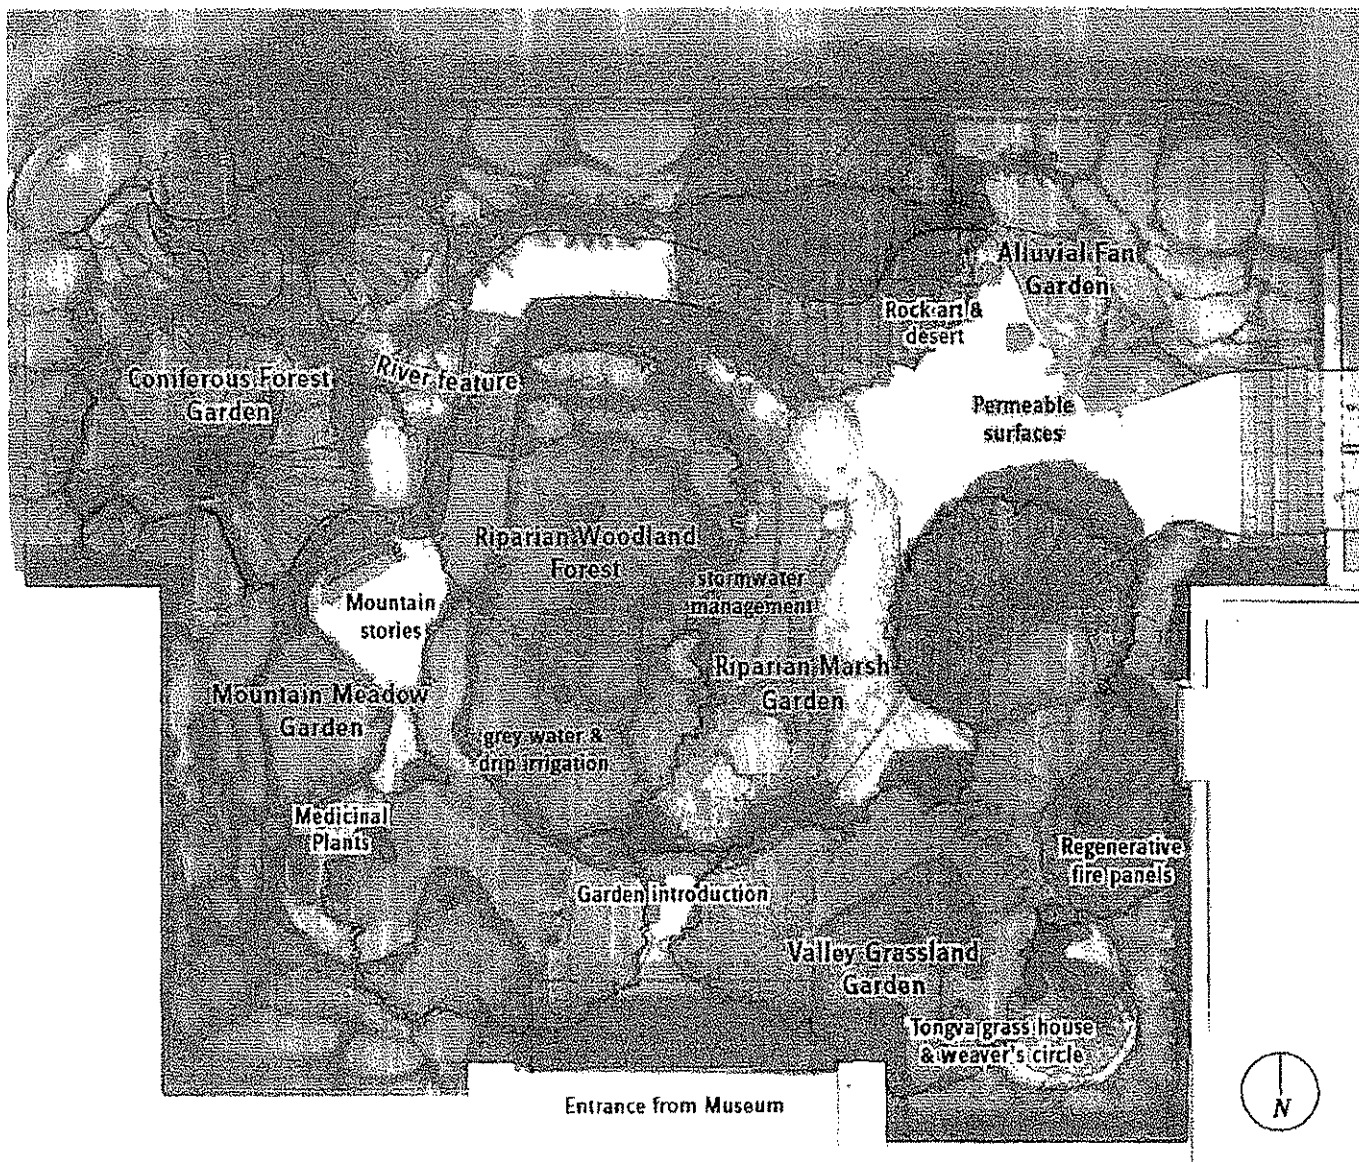 Alluvial Fan
Garden
Rock art &
desert
River feature
Coniferous Forest
Garden
Permeable
surfaces
Riparian Woodland
Forest
stormwater
management
Mountain
stories
Riparian Marsh
Garden
Mountain Meadow
Garden
grey water &
drip irrigation
Medicinal
Plants
Regenerative
fire panels
Garden introduction
Valley Grassland
Garden
Tongva grass house
& weaver's circle
Entrance from Museum
N